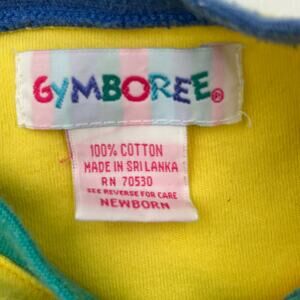 GYMBOREE®
100% COTTON
MADE IN SRI LANKA
RN 70530
SEE REVERSE FOR CARE
NEWBORN